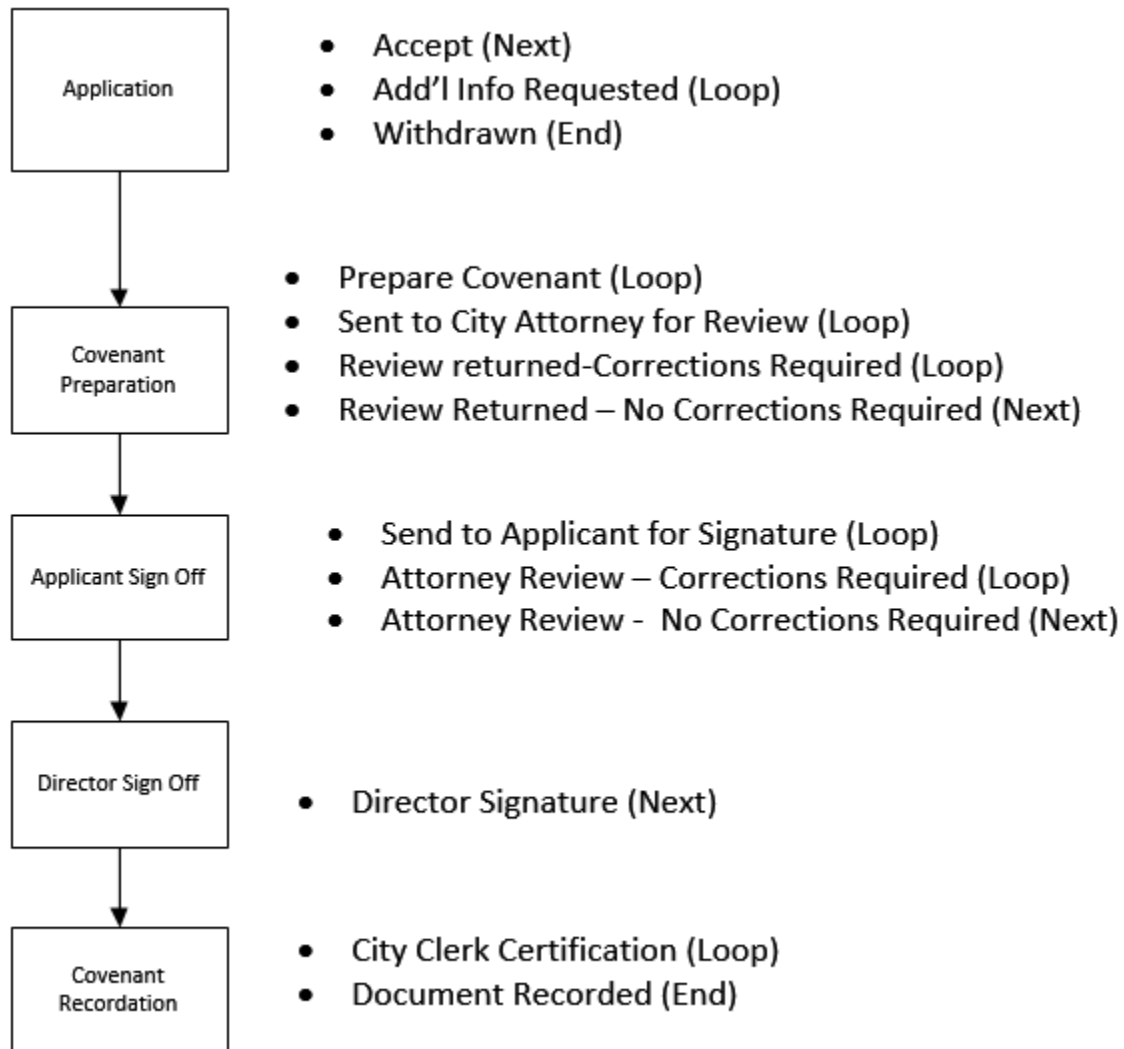 Application
• Accept (Next)
• Add’l Info Requested (Loop)
• Withdrawn (End)
Covenant
Preparation
• Prepare Covenant (Loop)
• Sent to City Attorney for Review (Loop)
• Review returned-Corrections Required (Loop)
• Review Returned – No Corrections Required (Next)
Applicant Sign Off
• Send to Applicant for Signature (Loop)
• Attorney Review – Corrections Required (Loop)
• Attorney Review -  No Corrections Required (Next)
Director Sign Off
• Director Signature (Next)
Covenant
Recordation
• City Clerk Certification (Loop)
• Document Recorded (End)